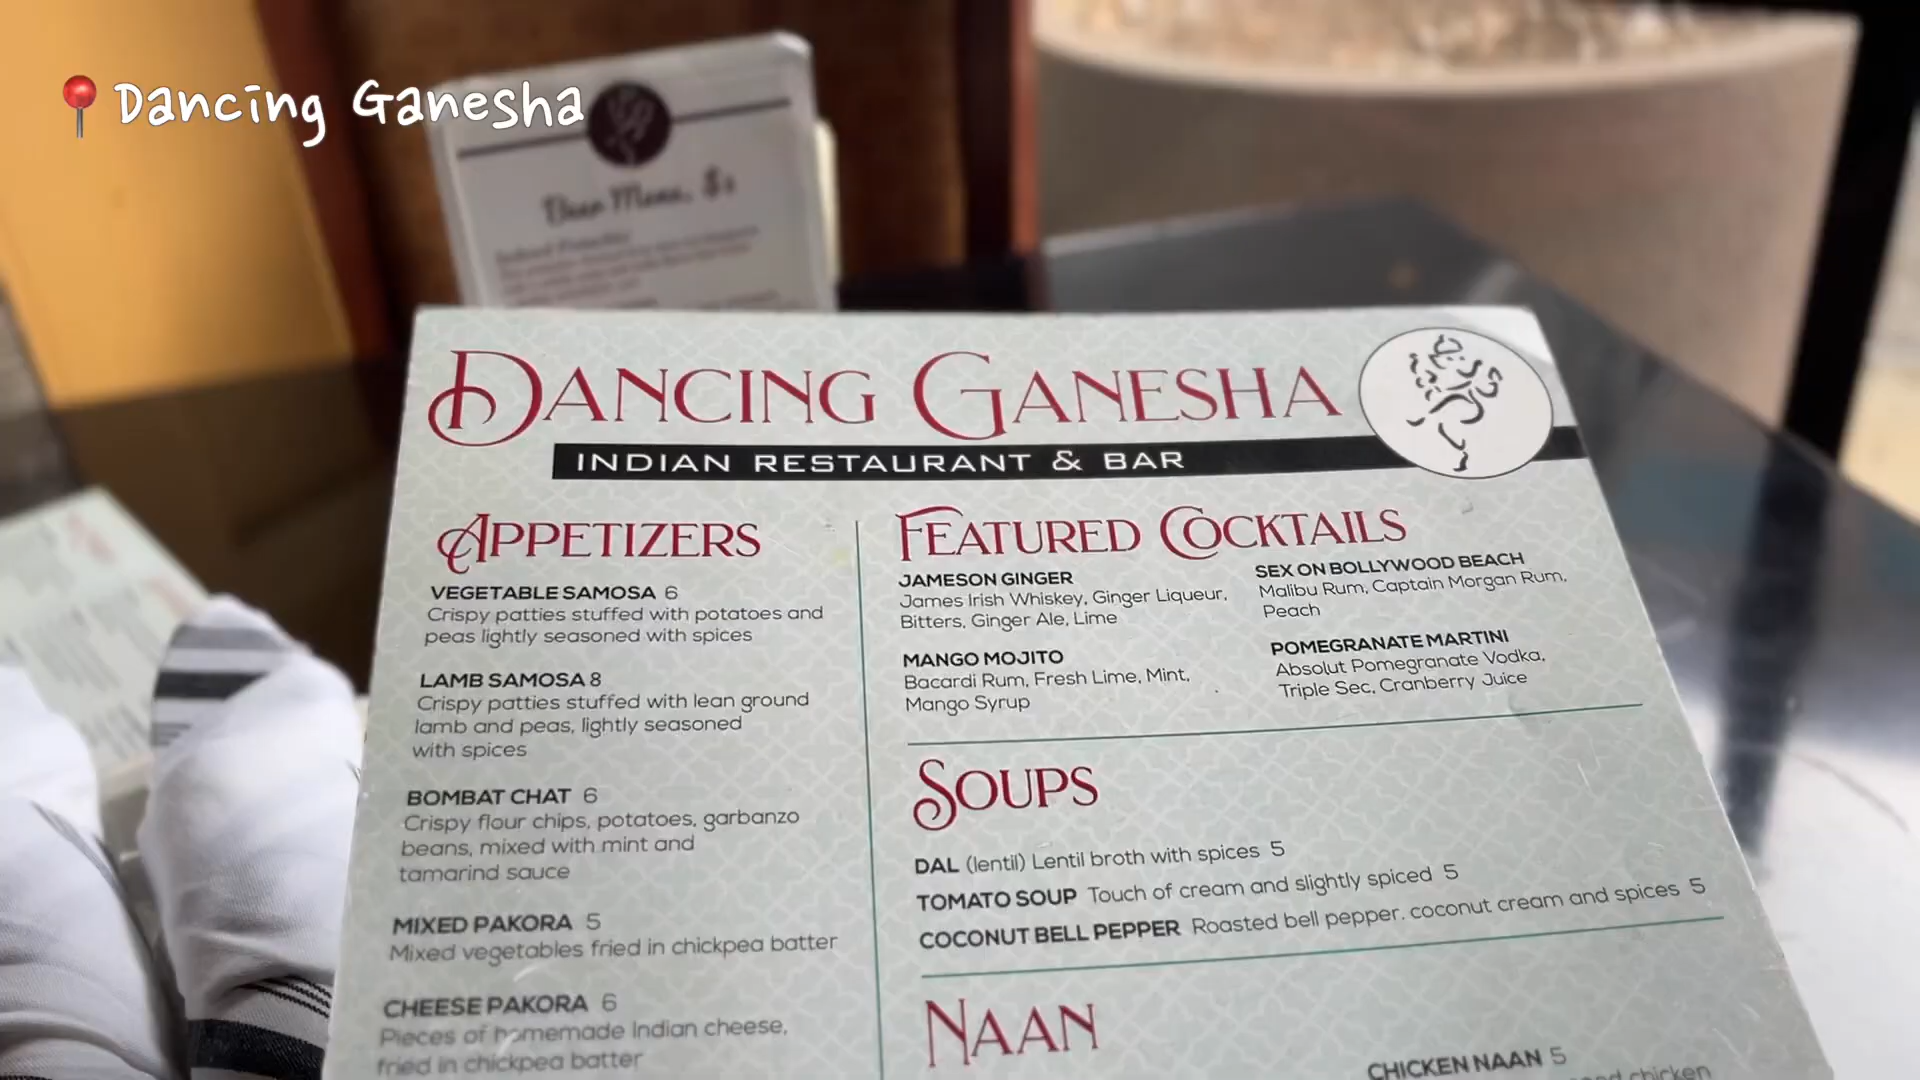 Dancing Ganesha
Beer Menu, $5
DANCING GANESHA
INDIAN RESTAURANT & BAR
APPETIZERS
VEGETABLE SAMOSA 6
Crispy patties stuffed with potatoes and
peas lightly seasoned with spices
LAMB SAMOSA 8
Crispy patties stuffed with lean ground
lamb and peas, lightly seasoned
with spices
BOMBAT CHAT 6
Crispy flour chips, potatoes, garbanzo
beans, mixed with mint and
tamarind sauce
MIXED PAKORA 5
Mixed vegetables fried in chickpea batter
CHEESE PAKORA 6
Pieces of homemade Indian cheese,
fried in chickpea batter
FEATURED COCKTAILS
JAMESON GINGER
James Irish Whiskey, Ginger Liqueur,
Bitters, Ginger Ale, Lime
MANGO MOJITO
Bacardi Rum, Fresh Lime, Mint,
Mango Syrup
SEX ON BOLLYWOOD BEACH
Malibu Rum, Captain Morgan Rum,
Peach
POMEGRANATE MARTINI
Absolut Pomegranate Vodka,
Triple Sec, Cranberry Juice
SOUPS
DAL (lentil) Lentil broth with spices 5
TOMATO SOUP Touch of cream and slightly spiced 5
COCONUT BELL PEPPER Roasted bell pepper, coconut cream and spices 5
NAAN
CHICKEN NAAN 5
chicken